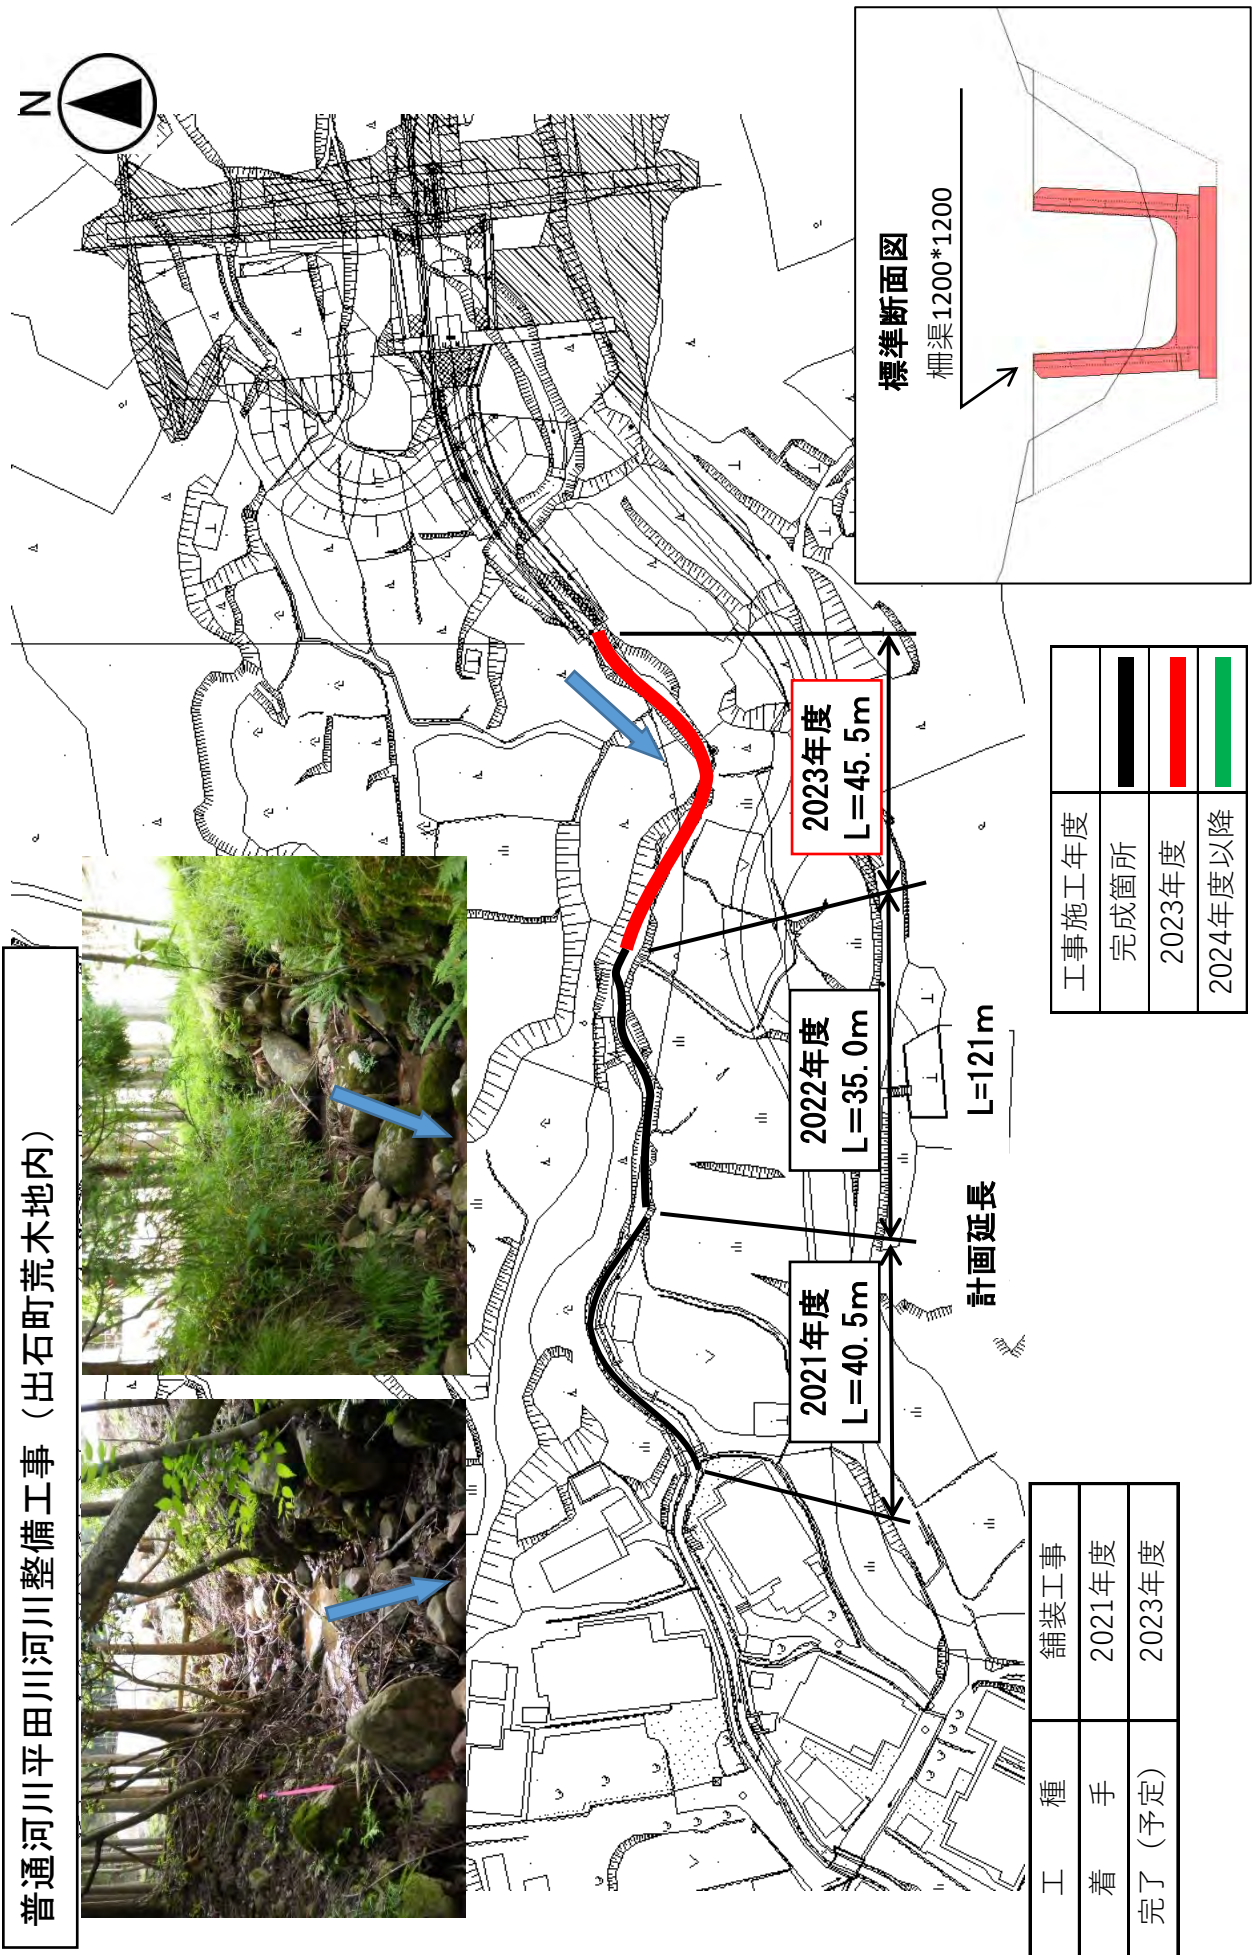 普通河川平田川河川整備工事（出石町荒木地内）
N
標準断面図
柵渠1200*1200
2021年度
L=40.5m
2022年度
L=35.0m
2023年度
L=45.5m
計画延長 L=121m
工 種 舗装工事
着 手 2021年度
完了（予定） 2023年度
工事施工年度
完成箇所
2023年度
2024年度以降